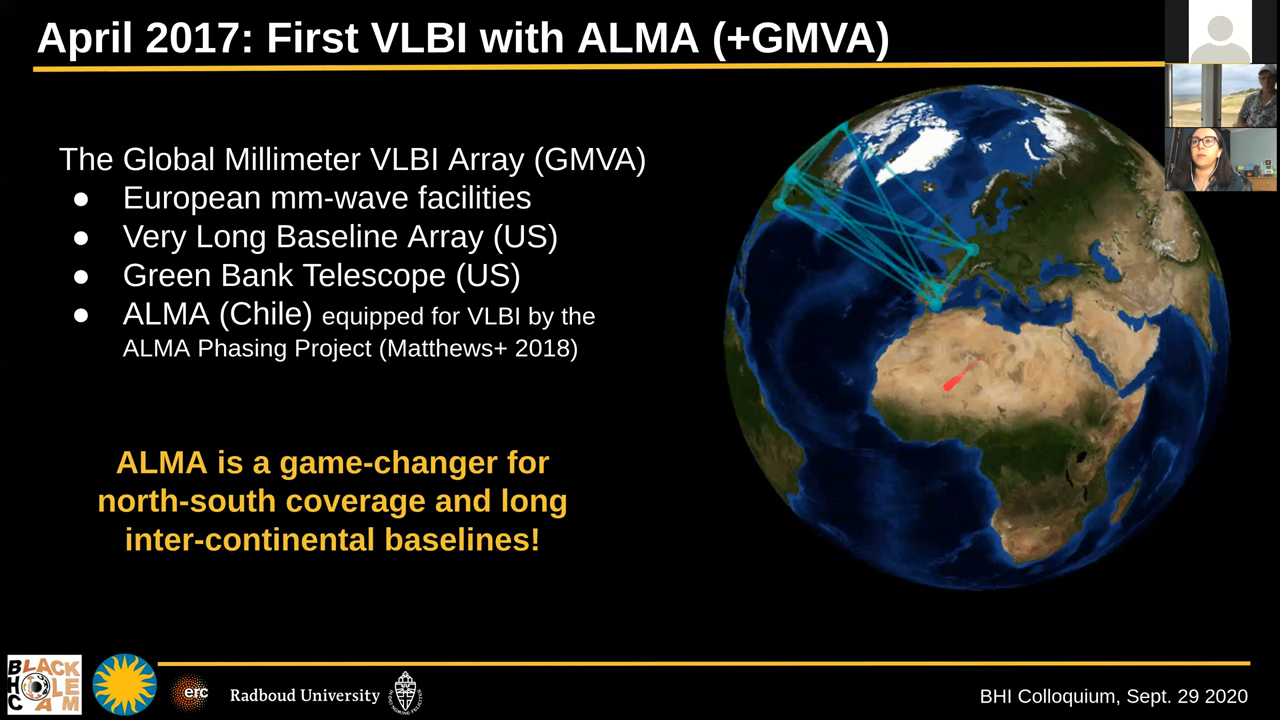 April 2017: First VLBI with ALMA (+GMVA)
The Global Millimeter VLBI Array (GMVA)
● European mm-wave facilities
● Very Long Baseline Array (US)
● Green Bank Telescope (US)
● ALMA (Chile) equipped for VLBI by the
ALMA Phasing Project (Matthews+ 2018)
ALMA is a game-changer for
north-south coverage and long
inter-continental baselines!
BLACK
HOLE
CAM
erc
Radboud University
BHI Colloquium, Sept. 29 2020